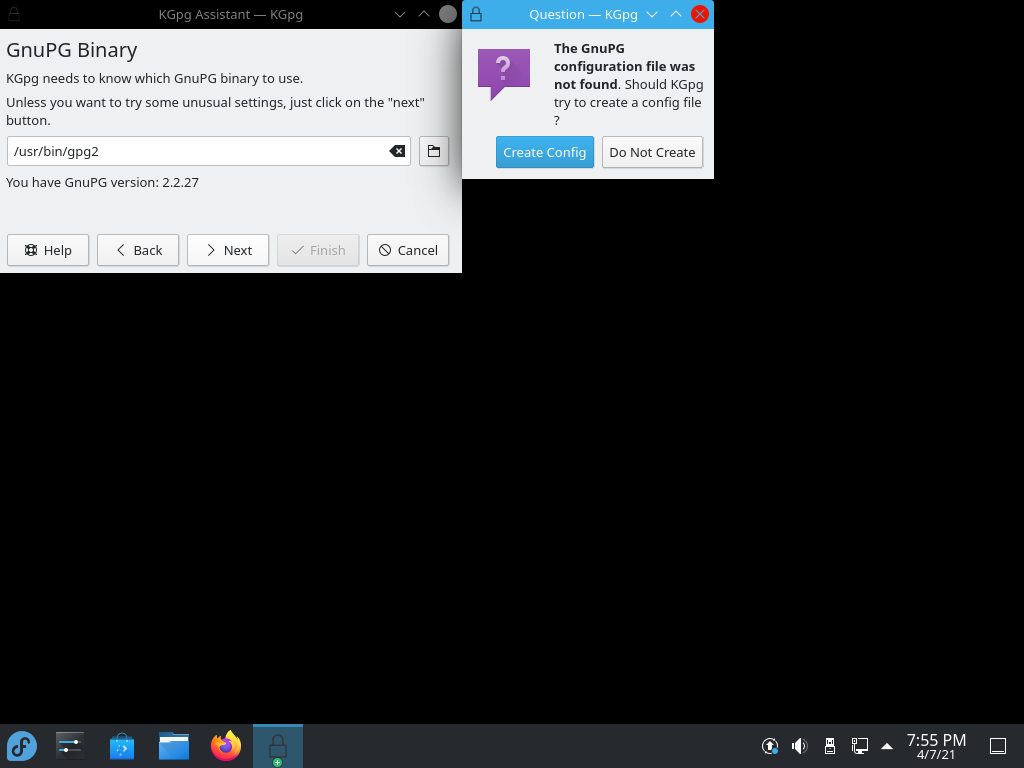 KGpg Assistant — KGpg
GnuPG Binary
KGpg needs to know which GnuPG binary to use.
Unless you want to try some unusual settings, just click on the "next"
button.
/usr/bin/gpg2
You have GnuPG version: 2.2.27
Help
Back
Next
Finish
Cancel
Question — KGpg
The GnuPG
configuration file was
not found. Should KGpg
try to create a config file
?
Create Config
Do Not Create
7:55 PM
4/7/21